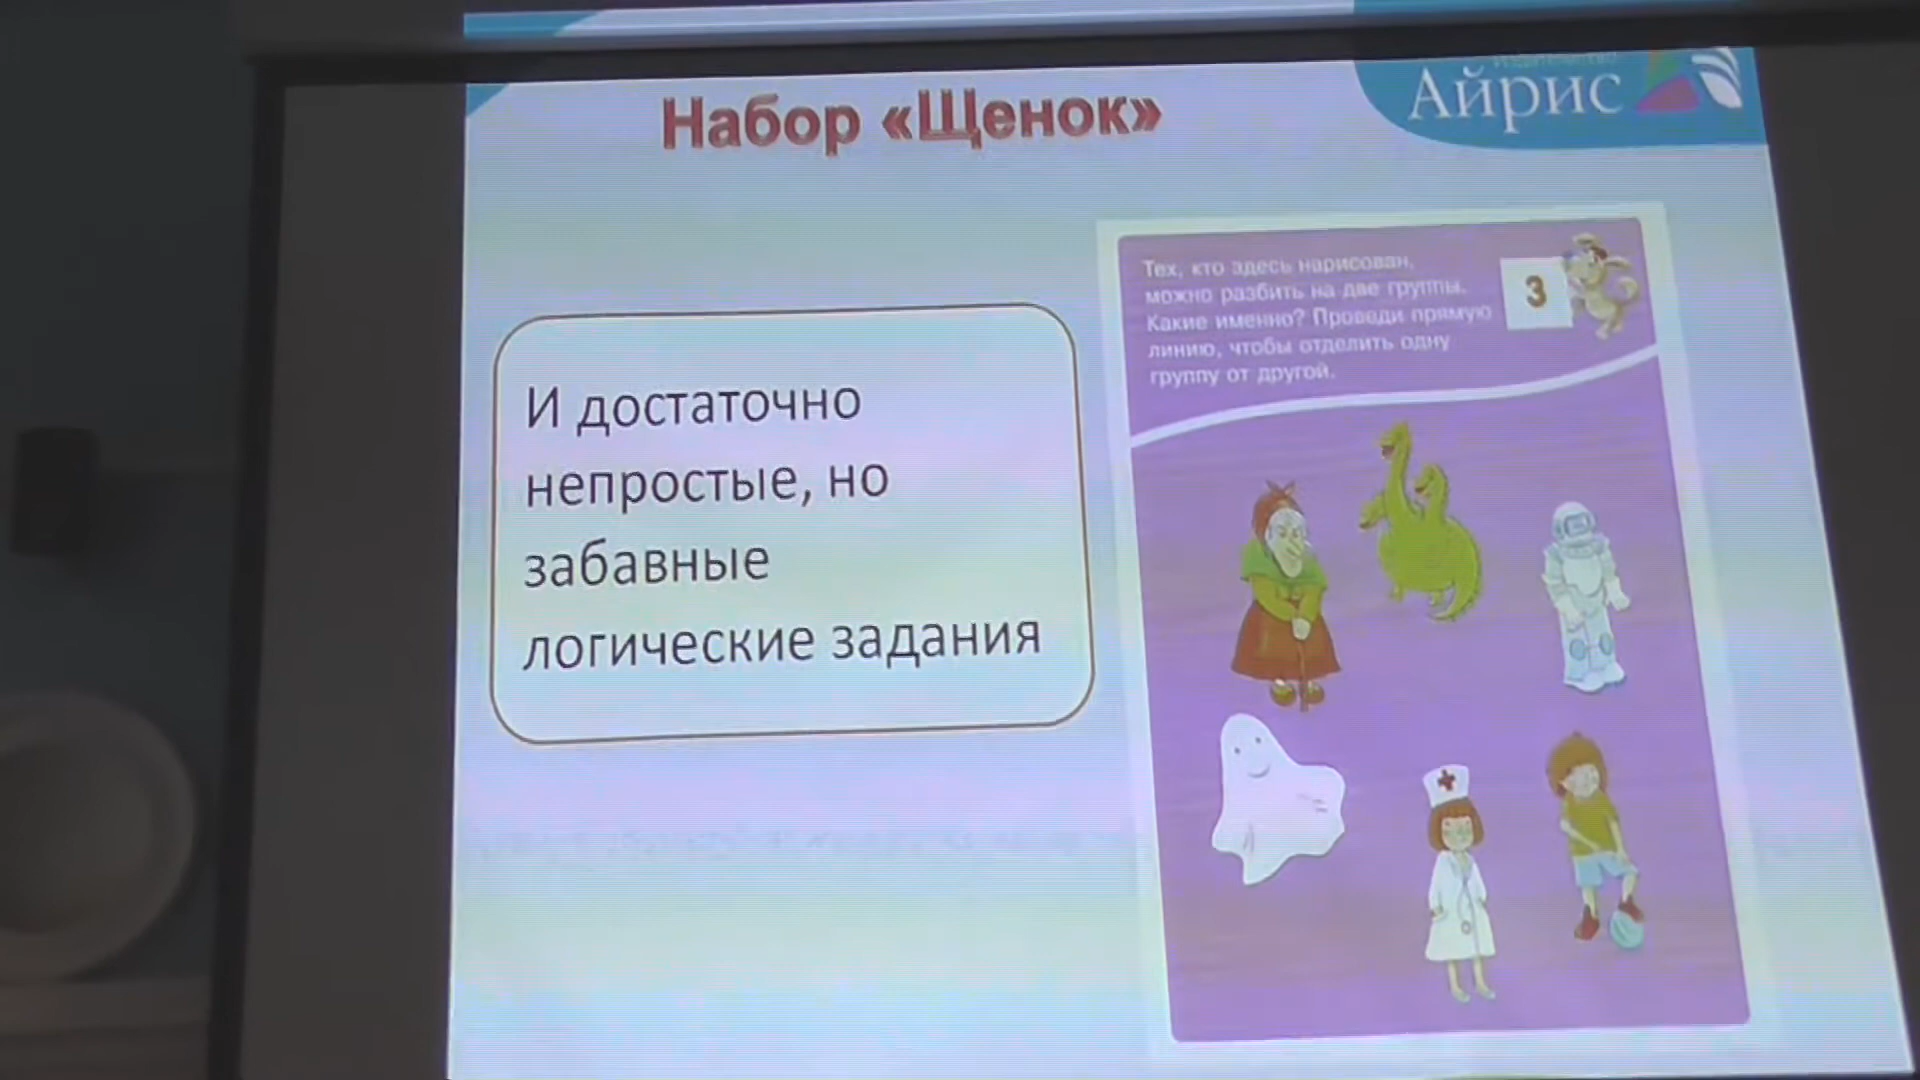 ИЗДАТЕЛЬСТВО
Айрис
Набор «Щенок»
И достаточно
непростые, но
забавные
логические задания
Тех, кто здесь нарисован,
можно разбить на две группы.
Какие именно? Проведи прямую
линию, чтобы отделить одну
группу от другой.
3